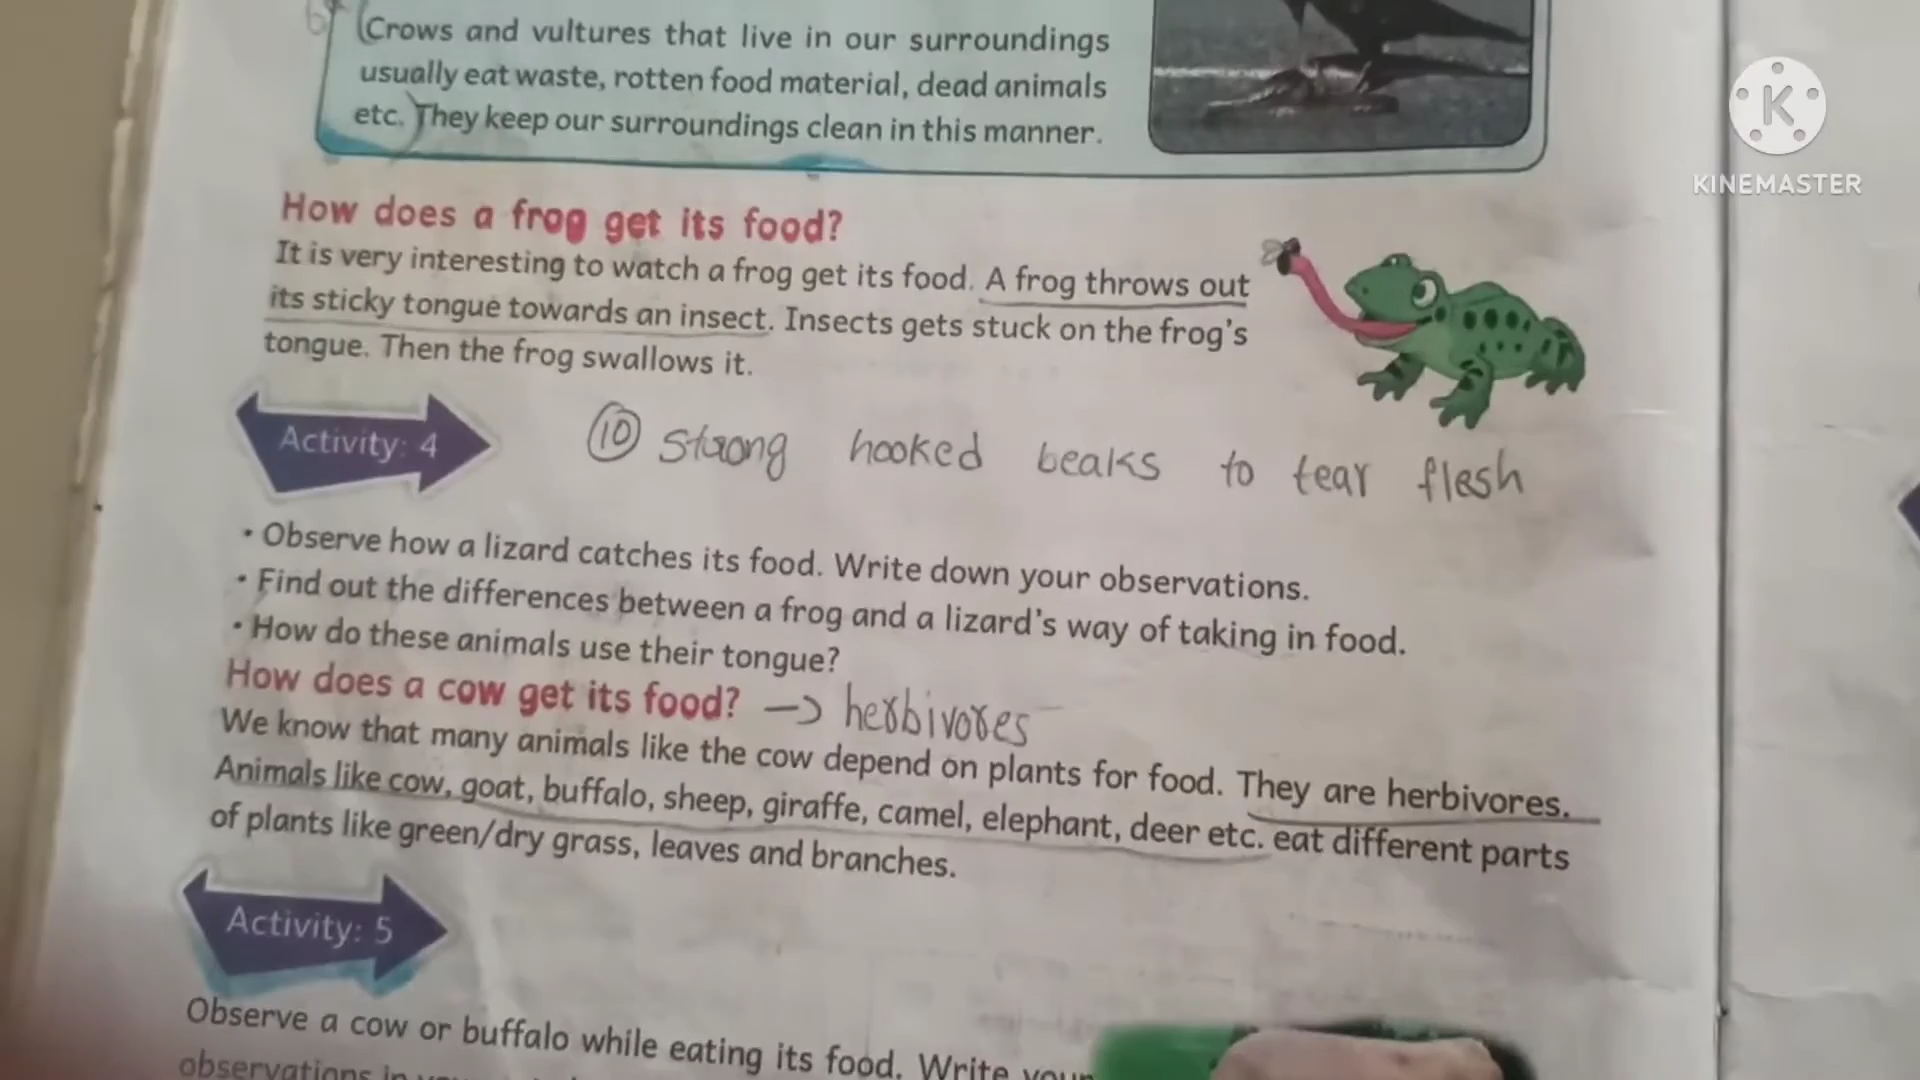 Crows and vultures that live in our surroundings
usually eat waste, rotten food material, dead animals
etc. They keep our surroundings clean in this manner.
K
KINEMASTER
How does a frog get its food?
It is very interesting to watch a frog get its food. A frog throws out
its sticky tongue towards an insect. Insects gets stuck on the frog's
tongue. Then the frog swallows it.
Activity: 4
10 Strong hooked beaks to tear flesh
• Observe how a lizard catches its food. Write down your observations.
• Find out the differences between a frog and a lizard's way of taking in food.
• How do these animals use their tongue?
How does a cow get its food? → herbivores
We know that many animals like the cow depend on plants for food. They are herbivores.
Animals like cow, goat, buffalo, sheep, giraffe, camel, elephant, deer etc. eat different parts
of plants like green/dry grass, leaves and branches.
Activity: 5
Observe a cow or buffalo while eating its food. Write your
observations in